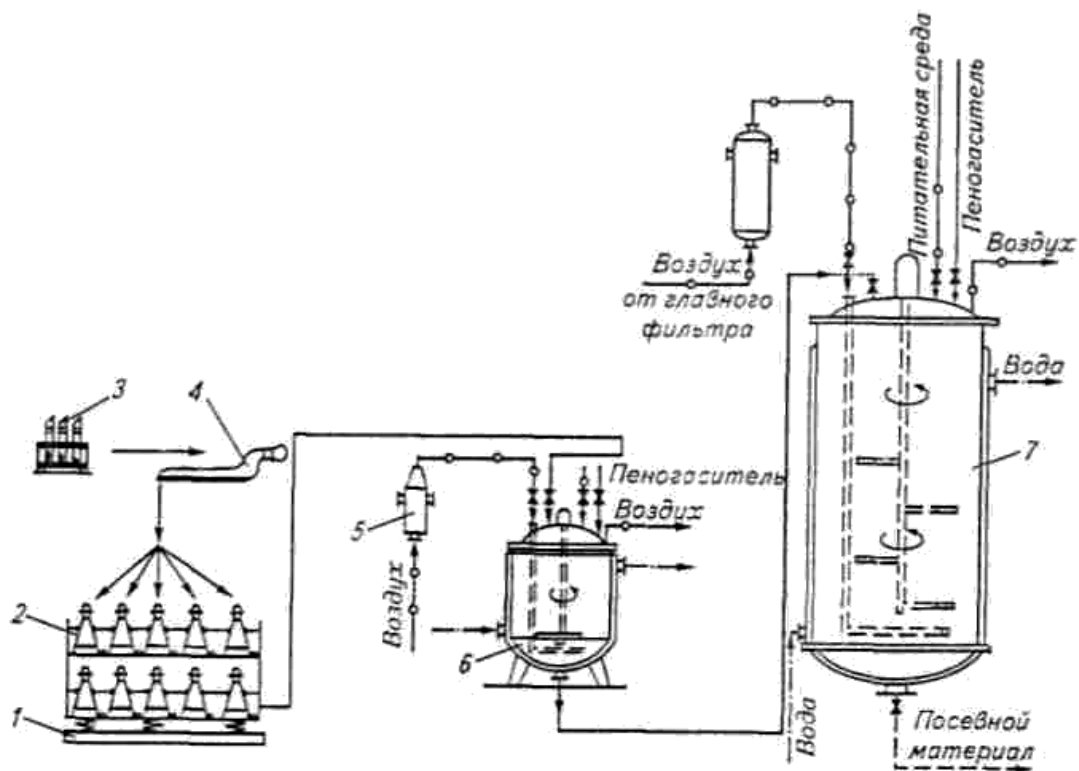 Питательная среда
Пеногаситель
Воздух
Воздух
от главного
фильтра
Вода
3
4
7
Пеногаситель
Воздух
5
Воздух
2
6
1
Вода
Посевной
материал